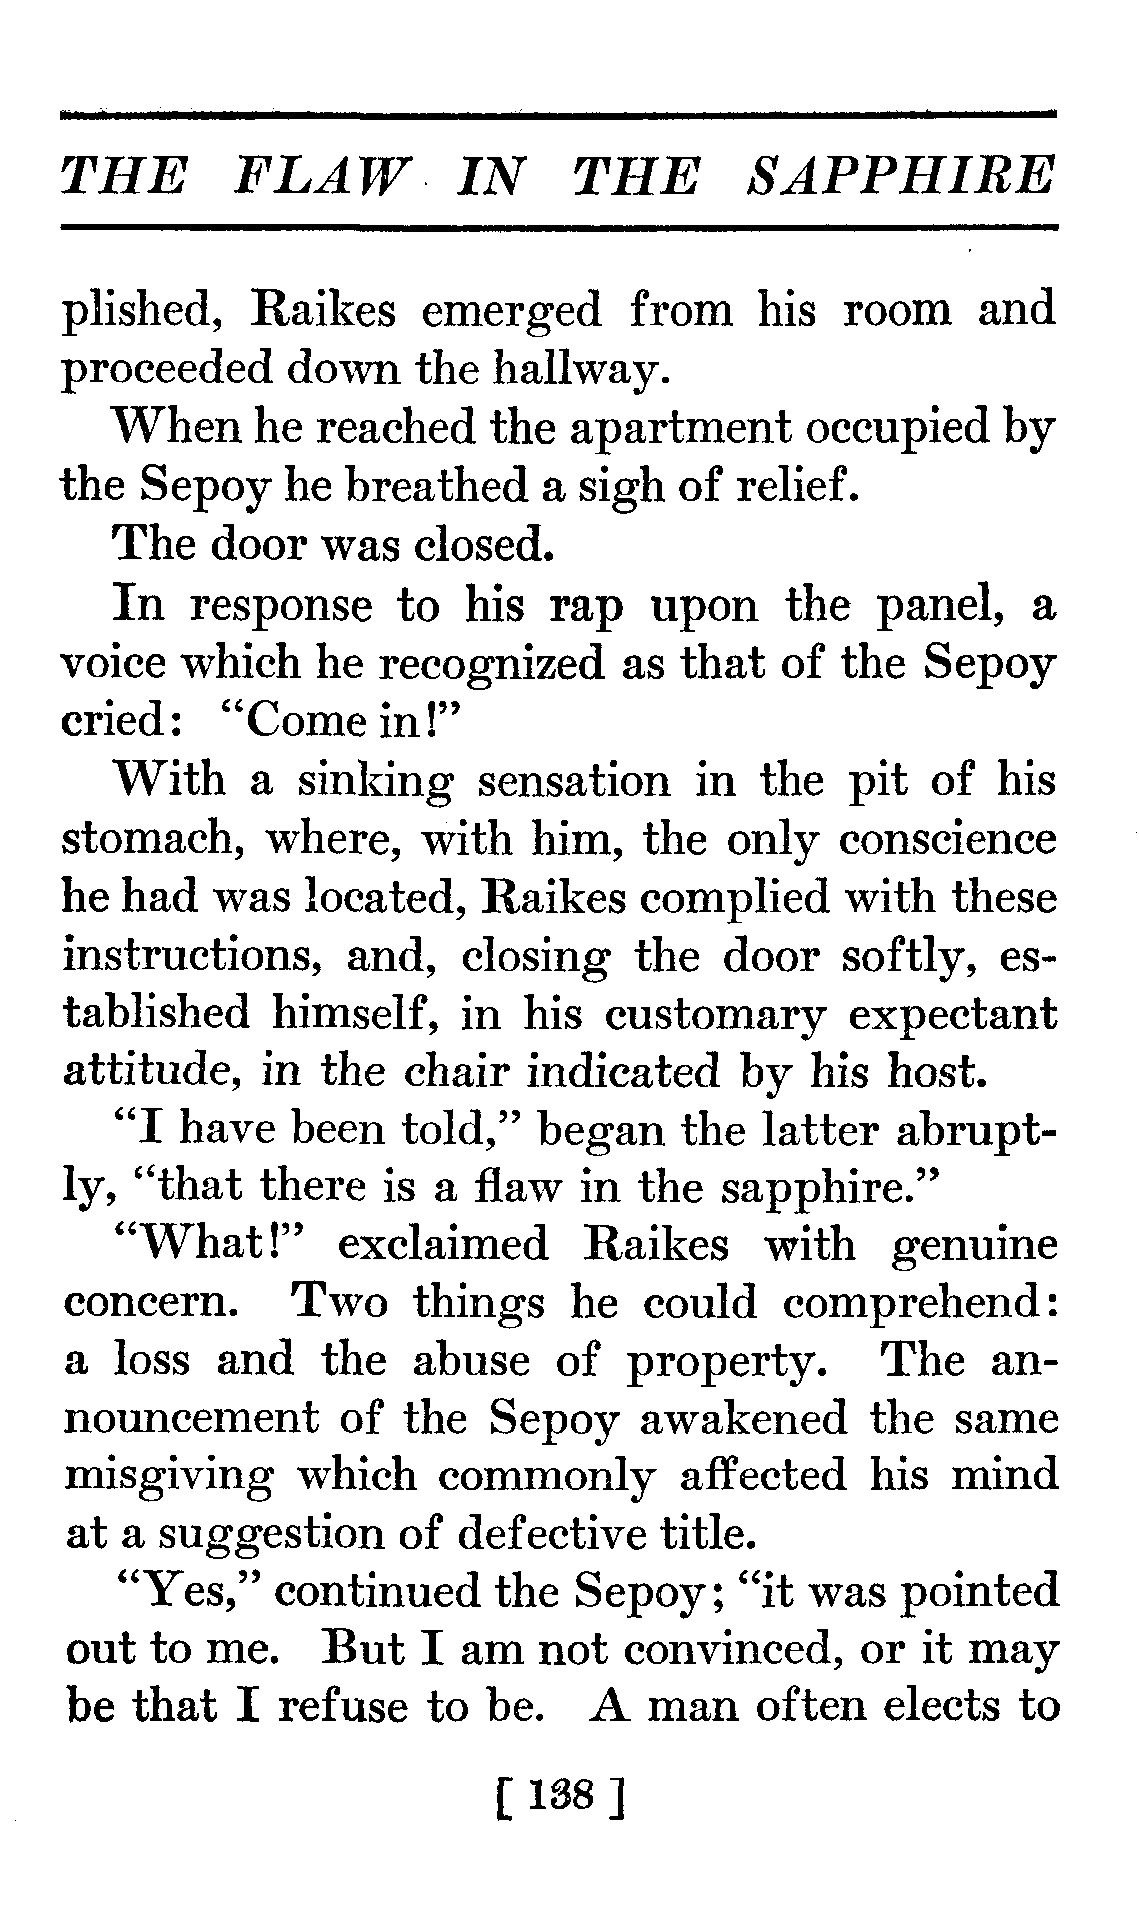 THE FLAW IN THE SAPPHIRE
plished, Raikes emerged from his room and
proceeded down the hallway.
When he reached the apartment occupied by
the Sepoy he breathed a sigh of relief.
The door was closed.
In response to his rap upon the panel, a
voice which he recognized as that of the Sepoy
cried: “Come in!”
With a sinking sensation in the pit of his
stomach, where, with him, the only conscience
he had was located, Raikes complied with these
instructions, and, closing the door softly, es-
tablished himself, in his customary expectant
attitude, in the chair indicated by his host.
“I have been told,” began the latter abrupt-
ly, “that there is a flaw in the sapphire.”
“What!” exclaimed Raikes with genuine
concern. Two things he could comprehend:
a loss and the abuse of property. The an-
nouncement of the Sepoy awakened the same
misgiving which commonly affected his mind
at a suggestion of defective title.
“Yes,” continued the Sepoy; “it was pointed
out to me. But I am not convinced, or it may
be that I refuse to be. A man often elects to
[ 138 ]